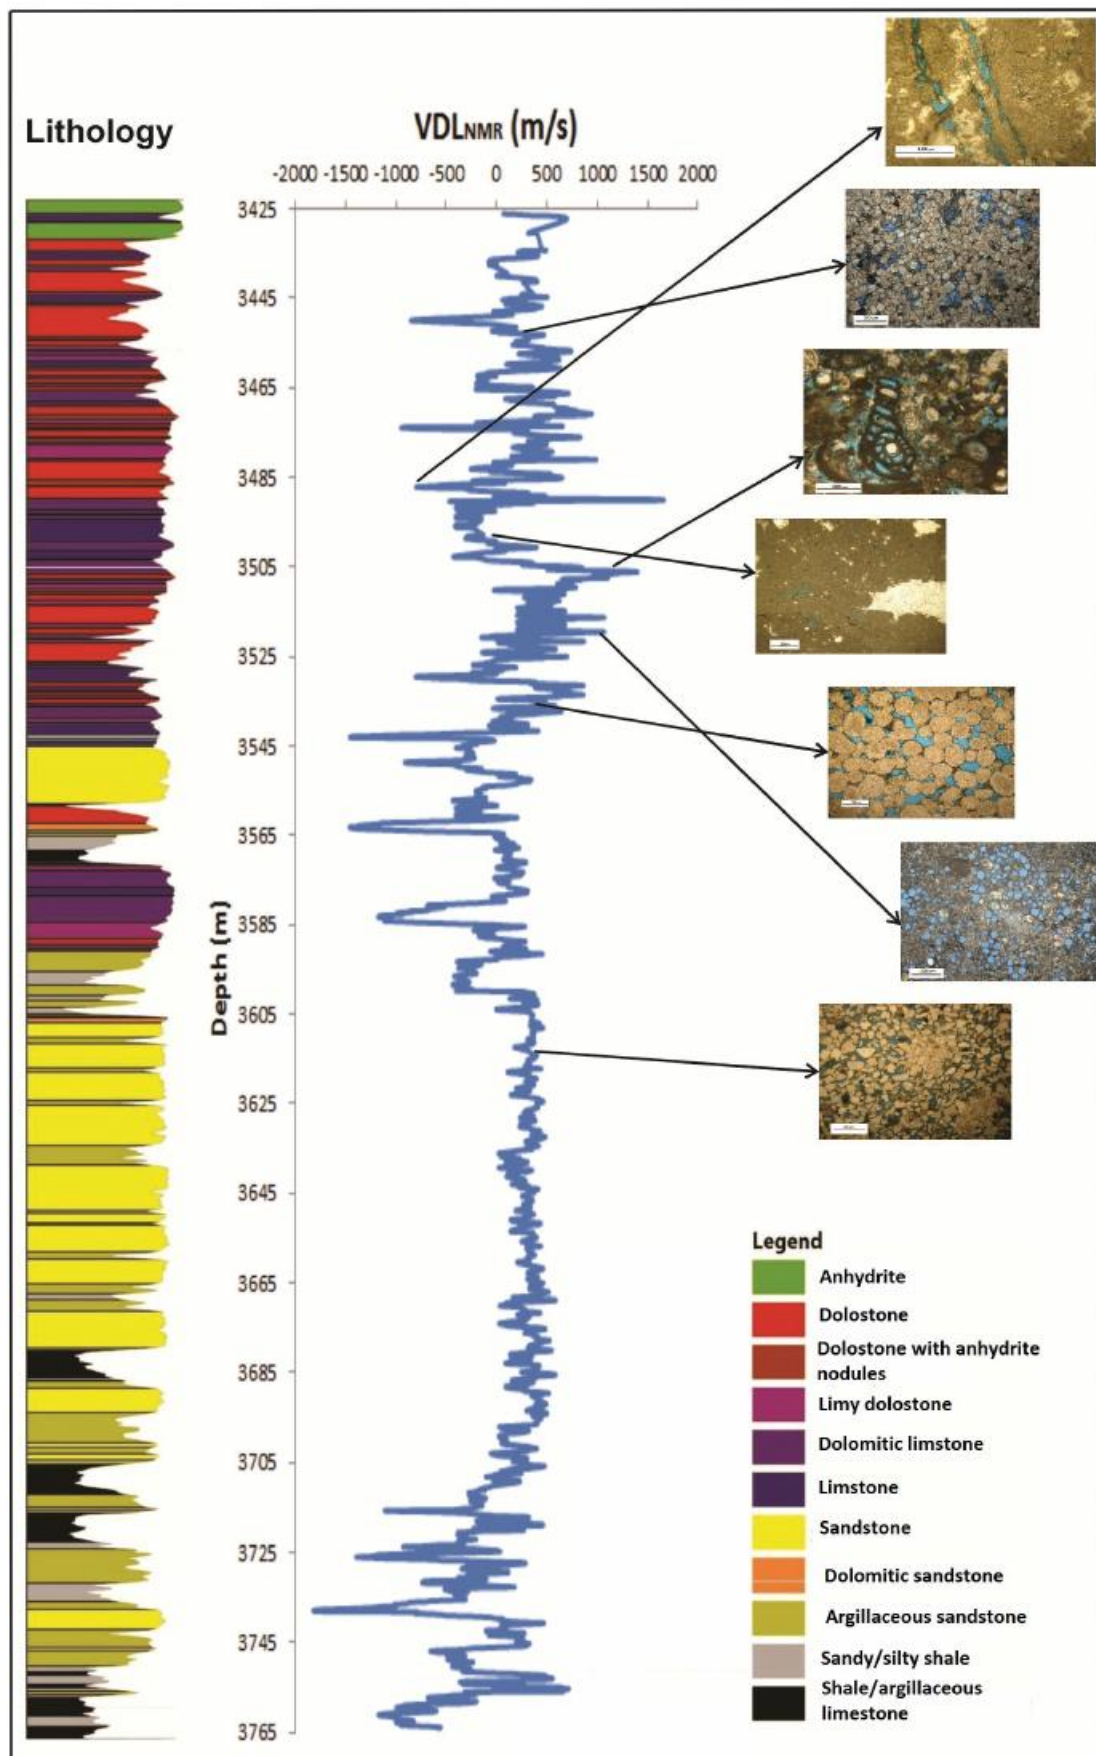 Lithology
VDLNMR (m/s)
-2000 -1500 -1000 -500 0 500 1000 1500 2000
3425
3445
3465
3485
3505
3525
3545
3565
3585
3605
3625
3645
3665
3685
3705
3725
3745
3765
Depth (m)
Legend
Anhydrite
Dolostone
Dolostone with anhydrite
nodules
Limy dolostone
Dolomitic limstone
Limstone
Sandstone
Dolomitic sandstone
Argillaceous sandstone
Sandy/silty shale
Shale/argillaceous
limestone